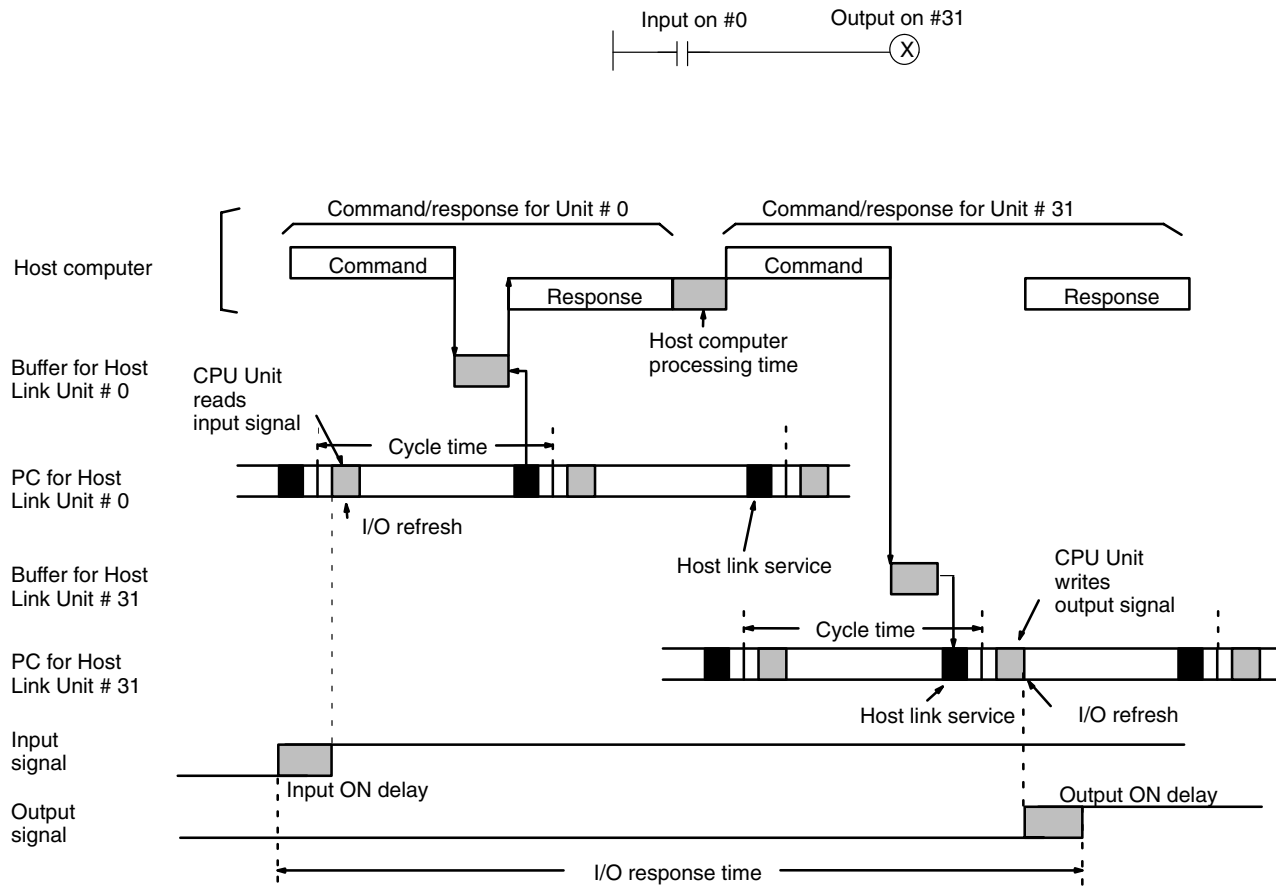 Input on #0
Output on #31
X
Command/response for Unit # 0
Command/response for Unit # 31
Host computer
Command
Command
Response
Response
Host computer
processing time
Buffer for Host
Link Unit # 0
CPU Unit
reads
input signal
Cycle time
PC for Host
Link Unit # 0
I/O refresh
Host link service
Buffer for Host
Link Unit # 31
CPU Unit
writes
output signal
Cycle time
PC for Host
Link Unit # 31
Host link service
I/O refresh
Input
signal
Input ON delay
Output
signal
Output ON delay
I/O response time